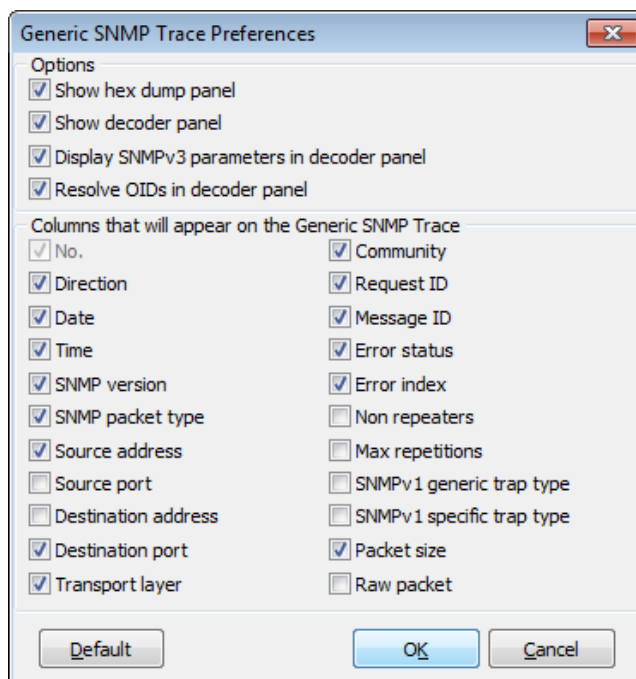 Generic SNMP Trace Preferences
Options
Show hex dump panel
Show decoder panel
Display SNMPv3 parameters in decoder panel
Resolve OIDs in decoder panel
Columns that will appear on the Generic SNMP Trace
No.
Direction
Date
Time
SNMP version
SNMP packet type
Source address
Source port
Destination address
Destination port
Transport layer
Community
Request ID
Message ID
Error status
Error index
Non repeaters
Max repetitions
SNMPv1 generic trap type
SNMPv1 specific trap type
Packet size
Raw packet
Default
OK
Cancel